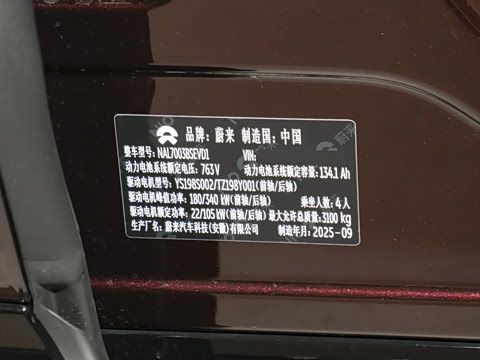 品牌：蔚来 制造国：中国
整车型号：NAL7003BSEVD1 VIN:
动力电池系统额定电压：763V 动力电池系统额定容量：134.1 Ah
驱动电机型号：YS198S002/TZ198Y001(前轴/后轴)
驱动电机峰值功率：180/340 kW(前轴/后轴) 乘坐人数：4人
驱动电机额定功率：22/105 kW(前轴/后轴) 最大允许总质量：3100 kg
生产厂名：蔚来汽车科技(安徽)有限公司 制造年月：2025-09